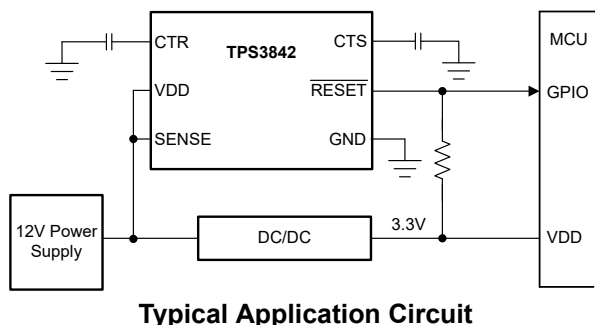 CTR
TPS3842
CTS
MCU
VDD
RESET
GPIO
SENSE
GND
12V Power
Supply
DC/DC
3.3V
VDD
Typical Application Circuit